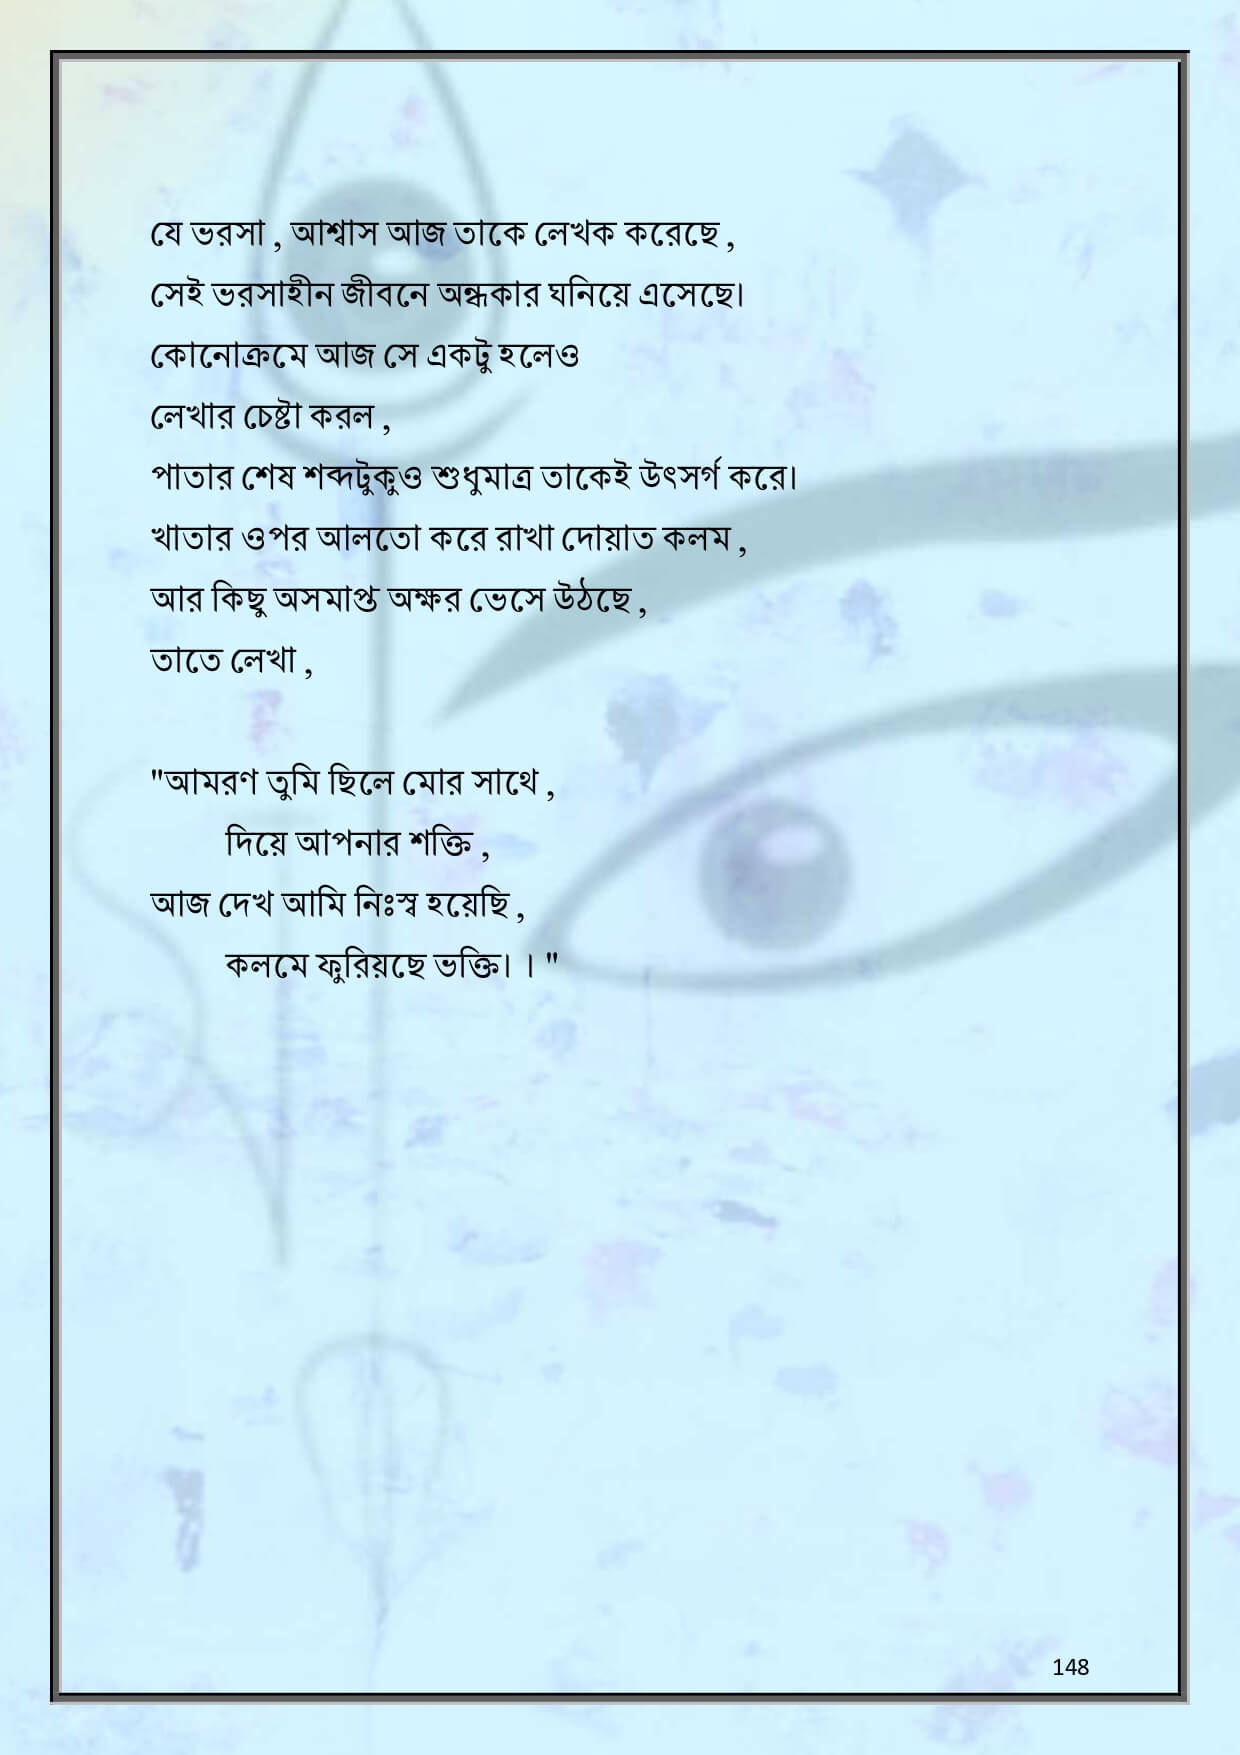 যে ভরসা , আশ্বাস আজ তাকে লেখক করেছে ,
সেই ভরসাহীন জীবনে অন্ধকার ঘনিয়ে এসেছে।
কোনোক্রমে আজ সে একটু হলেও
লেখার চেষ্টা করল ,
পাতার শেষ শব্দটুকুও শুধুমাত্র তাকেই উৎসর্গ করে।
খাতার ওপর আলতো করে রাখা দোয়াত কলম ,
আর কিছু অসমাপ্ত অক্ষর ভেসে উঠছে ,
তাতে লেখা ,
"আমরণ তুমি ছিলে মোর সাথে ,
দিয়ে আপনার শক্তি ,
আজ দেখ আমি নিঃস্ব হয়েছি ,
কলমে ফুরিয়ছে ভক্তি। । "
148